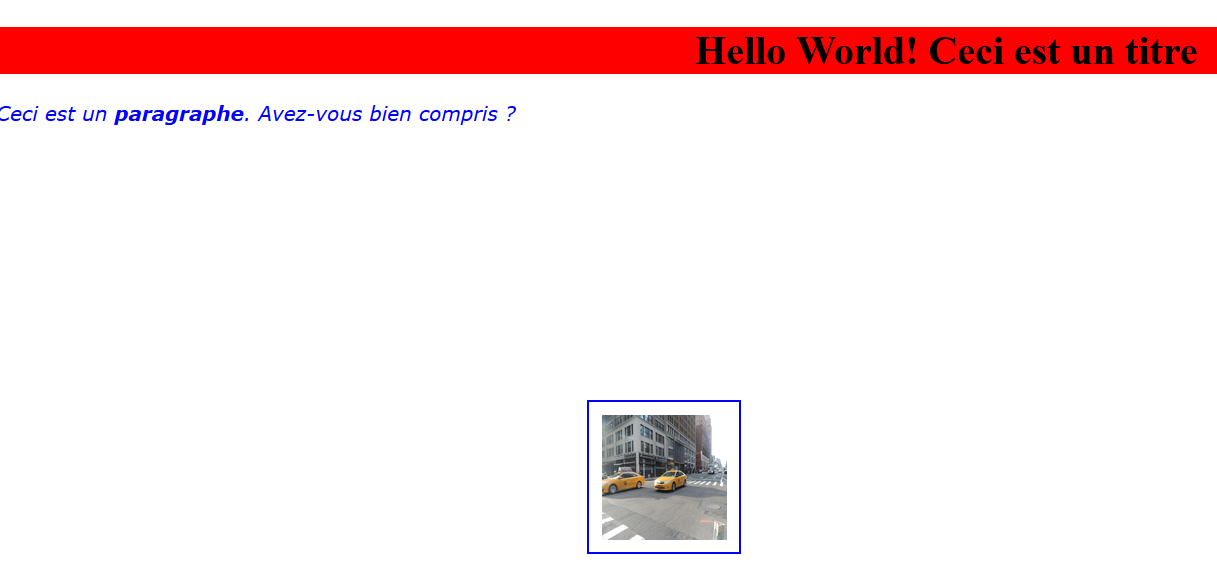 Hello World! Ceci est un titre
Ceci est un paragraphe. Avez-vous bien compris ?